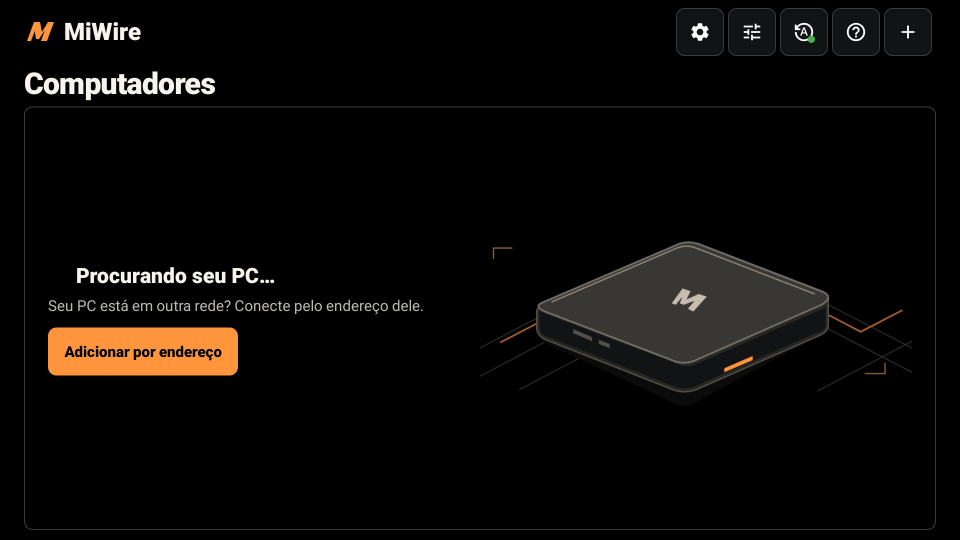 MiWire
Computadores
Procurando seu PC...
Seu PC está em outra rede? Conecte pelo endereço dele.
Adicionar por endereço